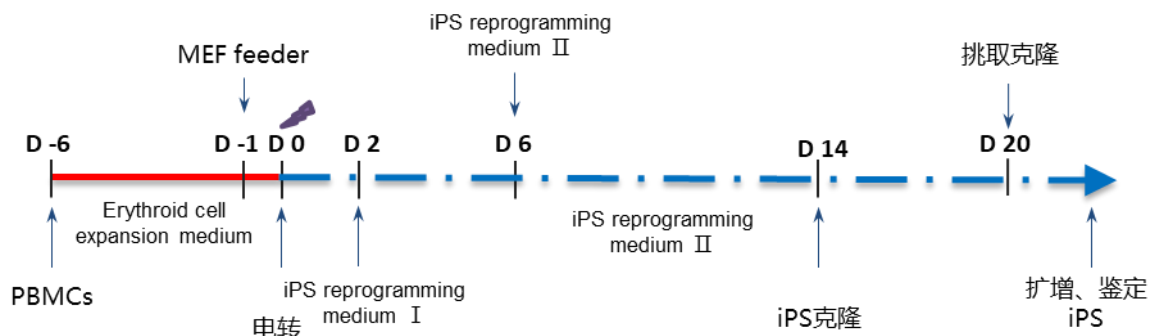 iPS reprogramming
medium Ⅱ
MEF feeder
挑取克隆
D -6
D -1
D 0
D 2
D 6
D 14
D 20
Erythroid cell
expansion medium
iPS reprogramming
medium Ⅱ
PBMCs
iPS reprogramming
medium Ⅰ
电转
iPS克隆
扩增、鉴定
iPS